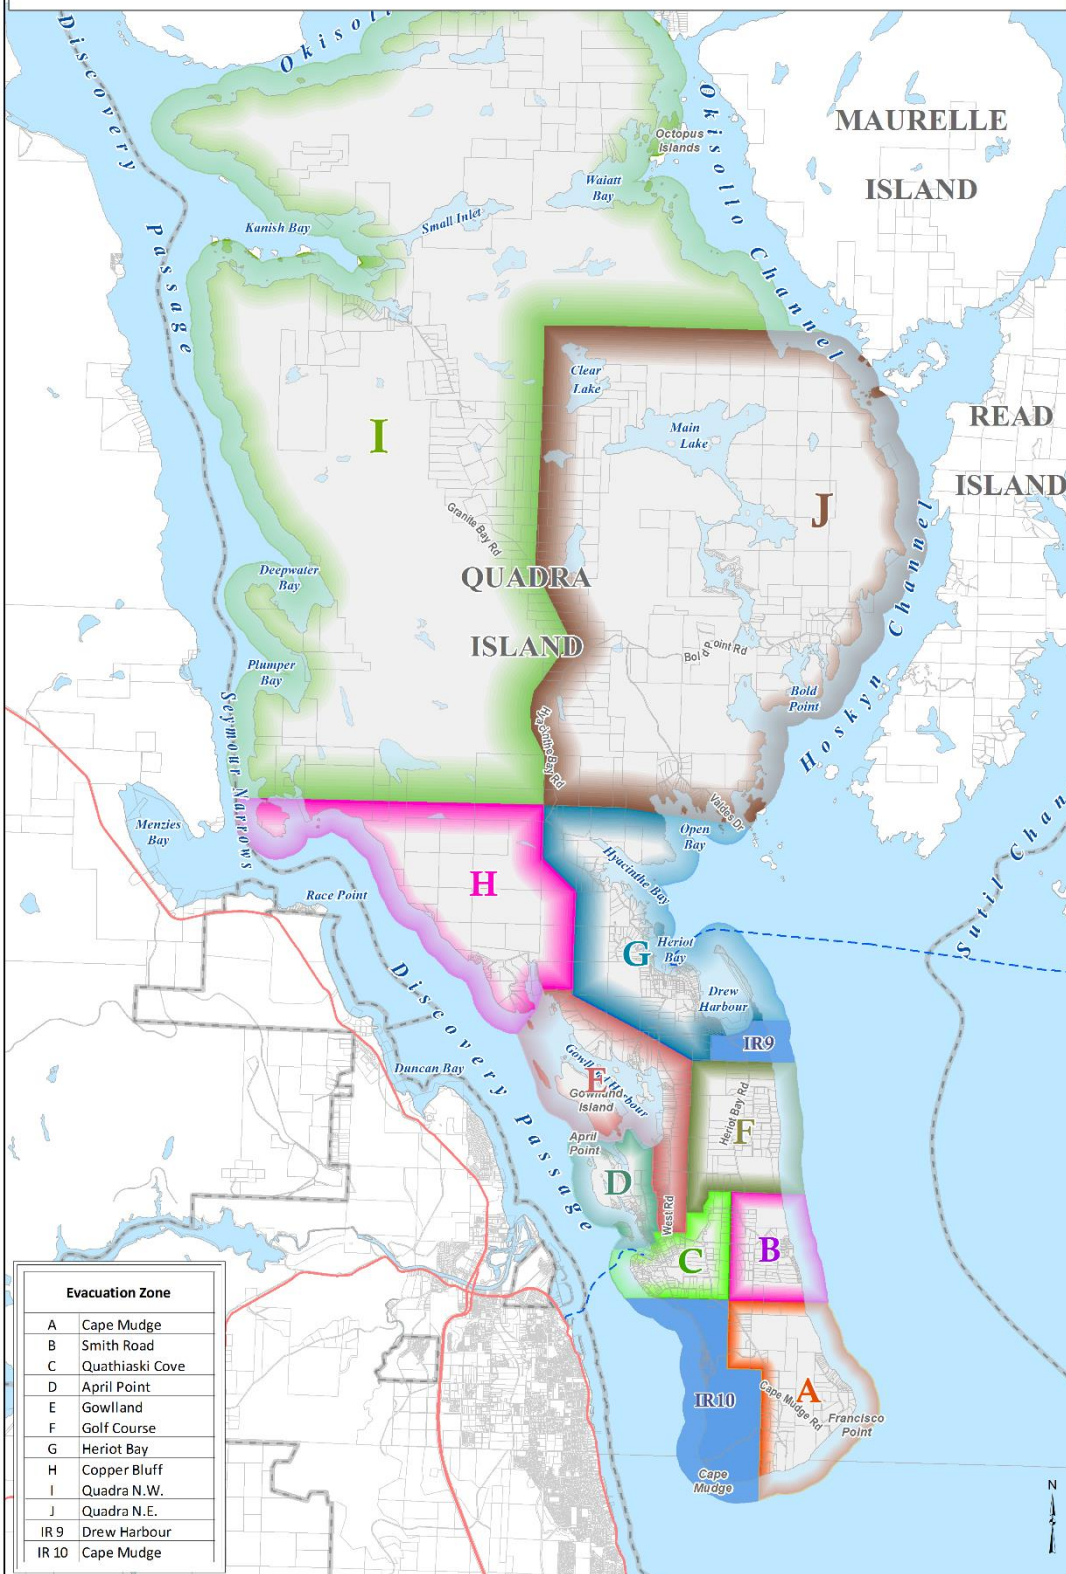 Discovery
Okisoll
Okisollo Channel
MAURELLE
ISLAND
Octopus
Islands
Waiatt
Bay
Small Inlet
Kanish Bay
Passage
Clear
Lake
Main
Lake
READ
ISLAND
I
J
Granite Bay Rd
QUADRA
ISLAND
Deepwater
Bay
Bold Point Rd
Plumper
Bay
Bold
Point
Hoskyn Channel
Hyacinthe Bay Rd
Seymour Narrows
Valdes Dr
Menzies
Bay
Open
Bay
Hyacinthe Bay
Sutil Chan
H
Race Point
G
Heriot
Bay
Drew
Harbour
Discovery Passage
IR9
Duncan Bay
Gowlland Harbour
E
Gowlland
Island
Heriot Bay Rd
F
April
Point
D
West Rd
C
B
Evacuation Zone
A Cape Mudge
B Smith Road
C Quathiaski Cove
D April Point
E Gowlland
F Golf Course
G Heriot Bay
H Copper Bluff
I Quadra N.W.
J Quadra N.E.
IR 9 Drew Harbour
IR 10 Cape Mudge
IR10
A
Cape Mudge Rd
Francisco
Point
Cape
Mudge
N